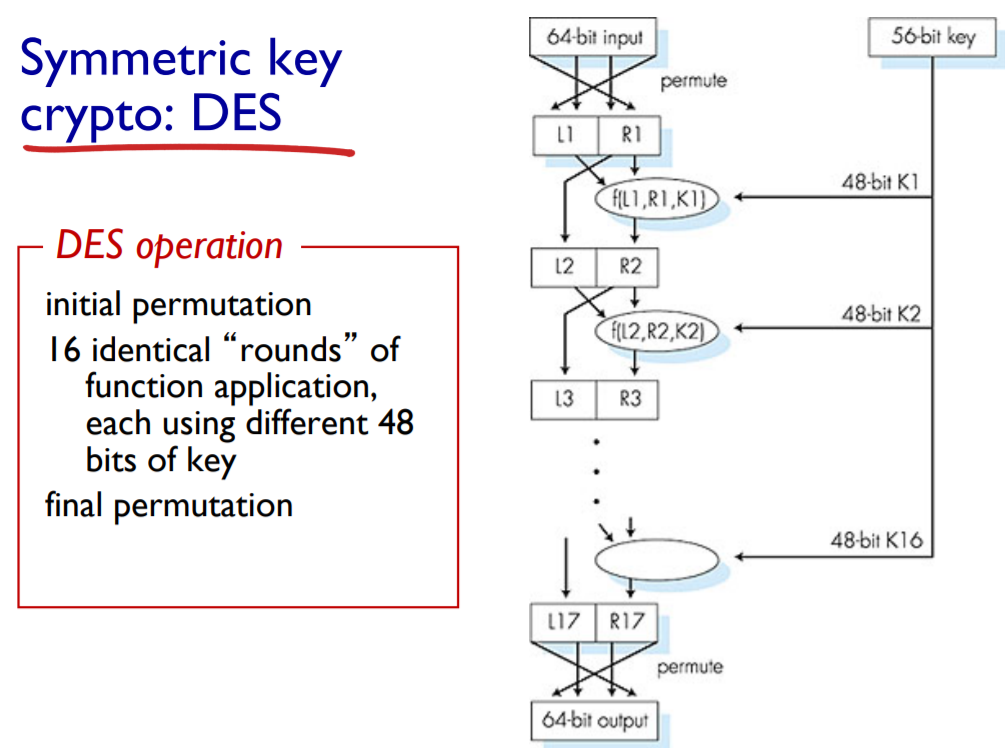 Symmetric key
crypto: DES
DES operation
initial permutation
16 identical “rounds” of
function application,
each using different 48
bits of key
final permutation
64-bit input
56-bit key
permute
L1 R1
48-bit K1
f(L1,R1,K1)
L2 R2
48-bit K2
f(L2,R2,K2)
L3 R3
48-bit K16
L17 R17
permute
64-bit output